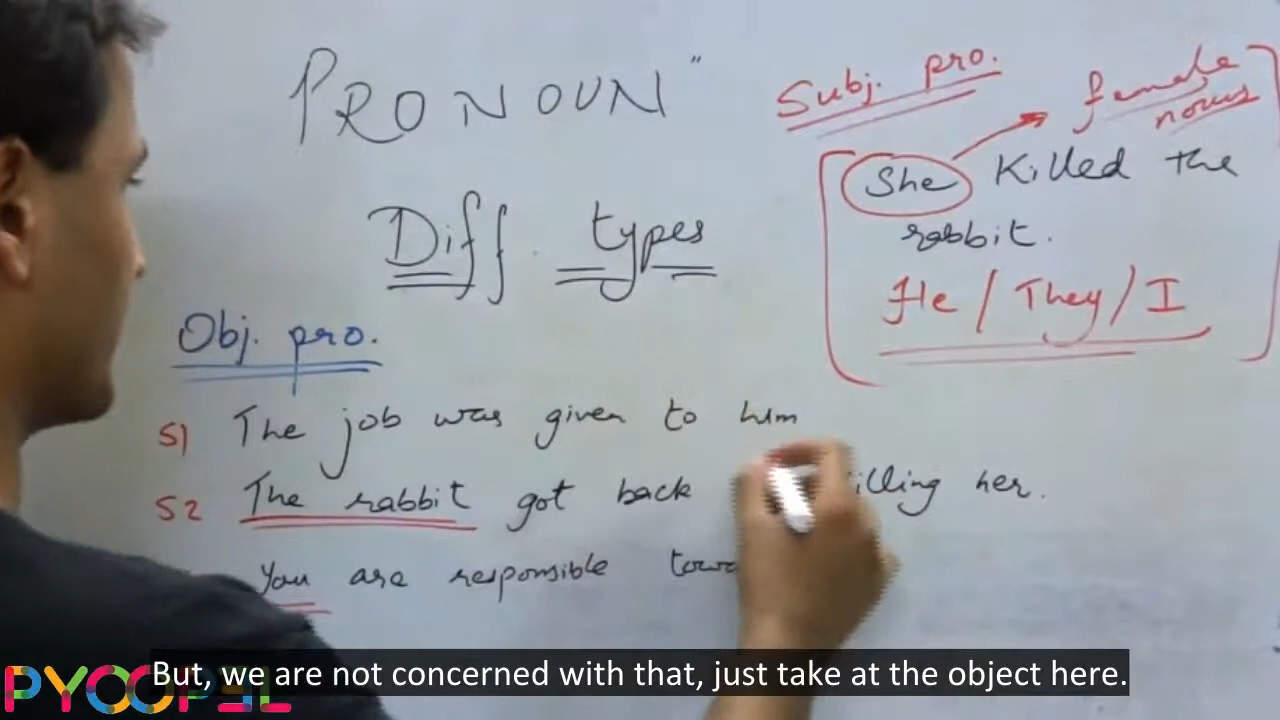 PRONOUN"
Diff. types
Subj. pro.
female
nouns
She Killed the
rabbit.
He / They / I
Obj. pro.
S1 The job was given to him
S2 The rabbit got back illing her.
You are responsible towa
But, we are not concerned with that, just take at the object here.
PYOOPEL